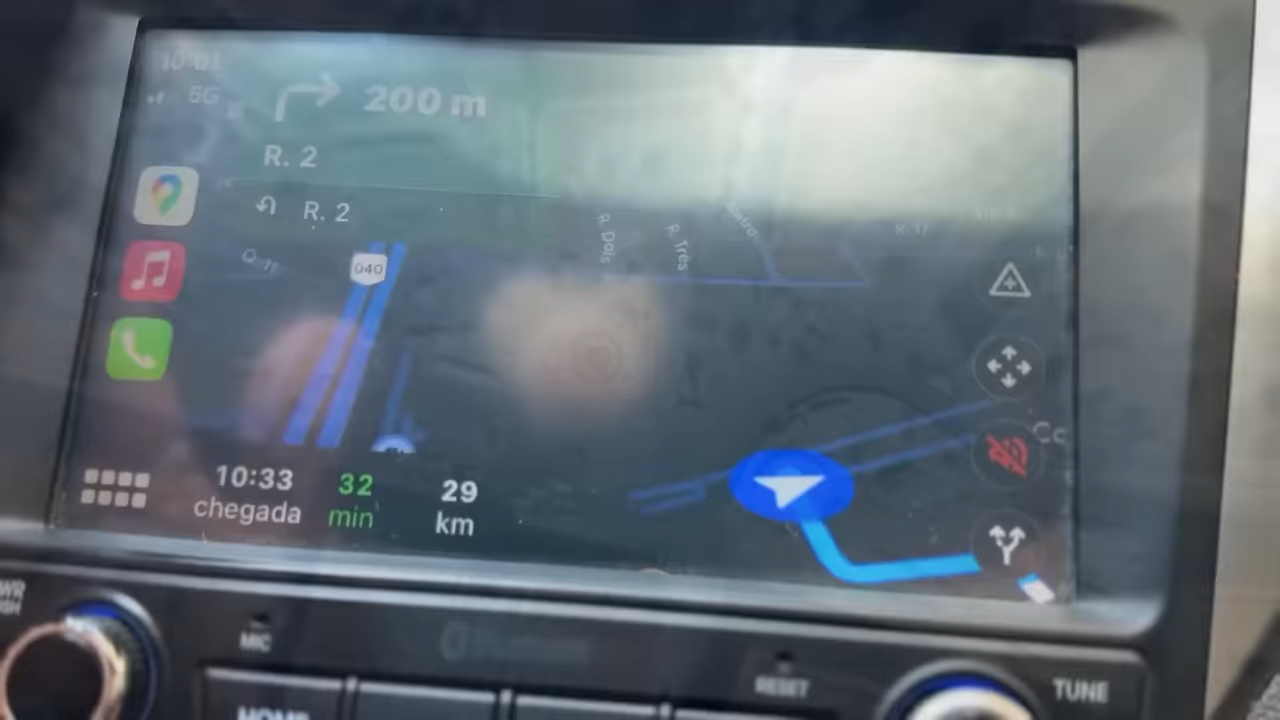 10:01
5G
200 m
R. 2
R. 2
R. Dois
R. Três
040
10:33
chegada
32
min
29
km
MIC
RESET
TUNE
HOME